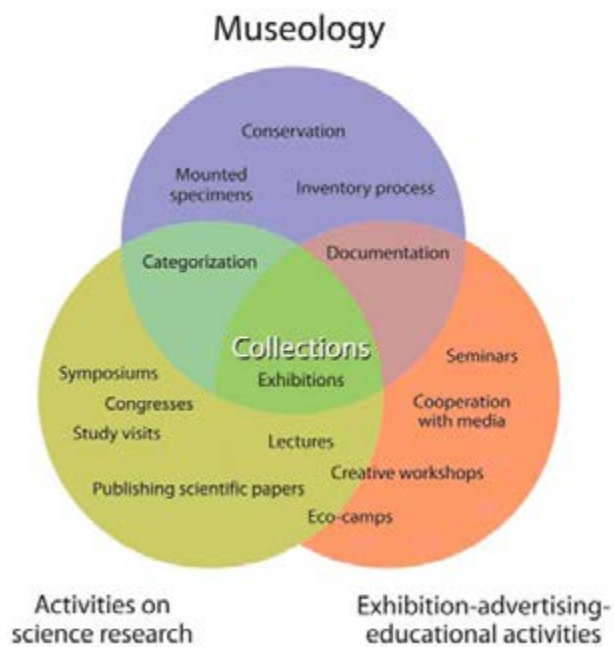 Museology
Conservation
Mounted
specimens
Inventory process
Categorization
Documentation
Collections
Exhibitions
Symposiums
Congresses
Study visits
Lectures
Publishing scientific papers
Seminars
Cooperation
with media
Creative workshops
Eco-camps
Activities on
science research
Exhibition-advertising-
educational activities